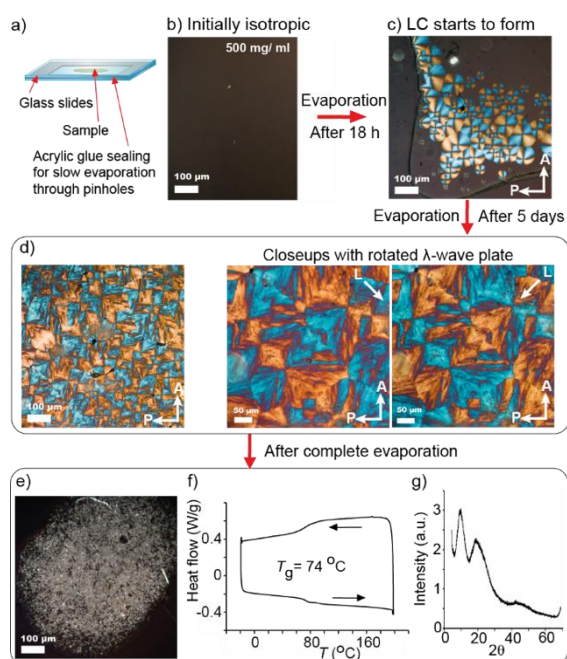 a)
Glass slides
Sample
Acrylic glue sealing
for slow evaporation
through pinholes
b) Initially isotropic
500 mg/ ml
100 µm
Evaporation
After 18 h
c) LC starts to form
100 µm
A
P
Evaporation
After 5 days
d)
100 µm
A
P
Closeups with rotated λ-wave plate
L
50 µm
A
P
L
50 µm
A
P
After complete evaporation
e)
100 µm
f)
Heat flow (W/g)
0.4
0
-0.4
Tg= 74 °C
0
80
160
T (°C)
g)
Intensity (a.u.)
3
2
1
0
0
20
40
60
2θ